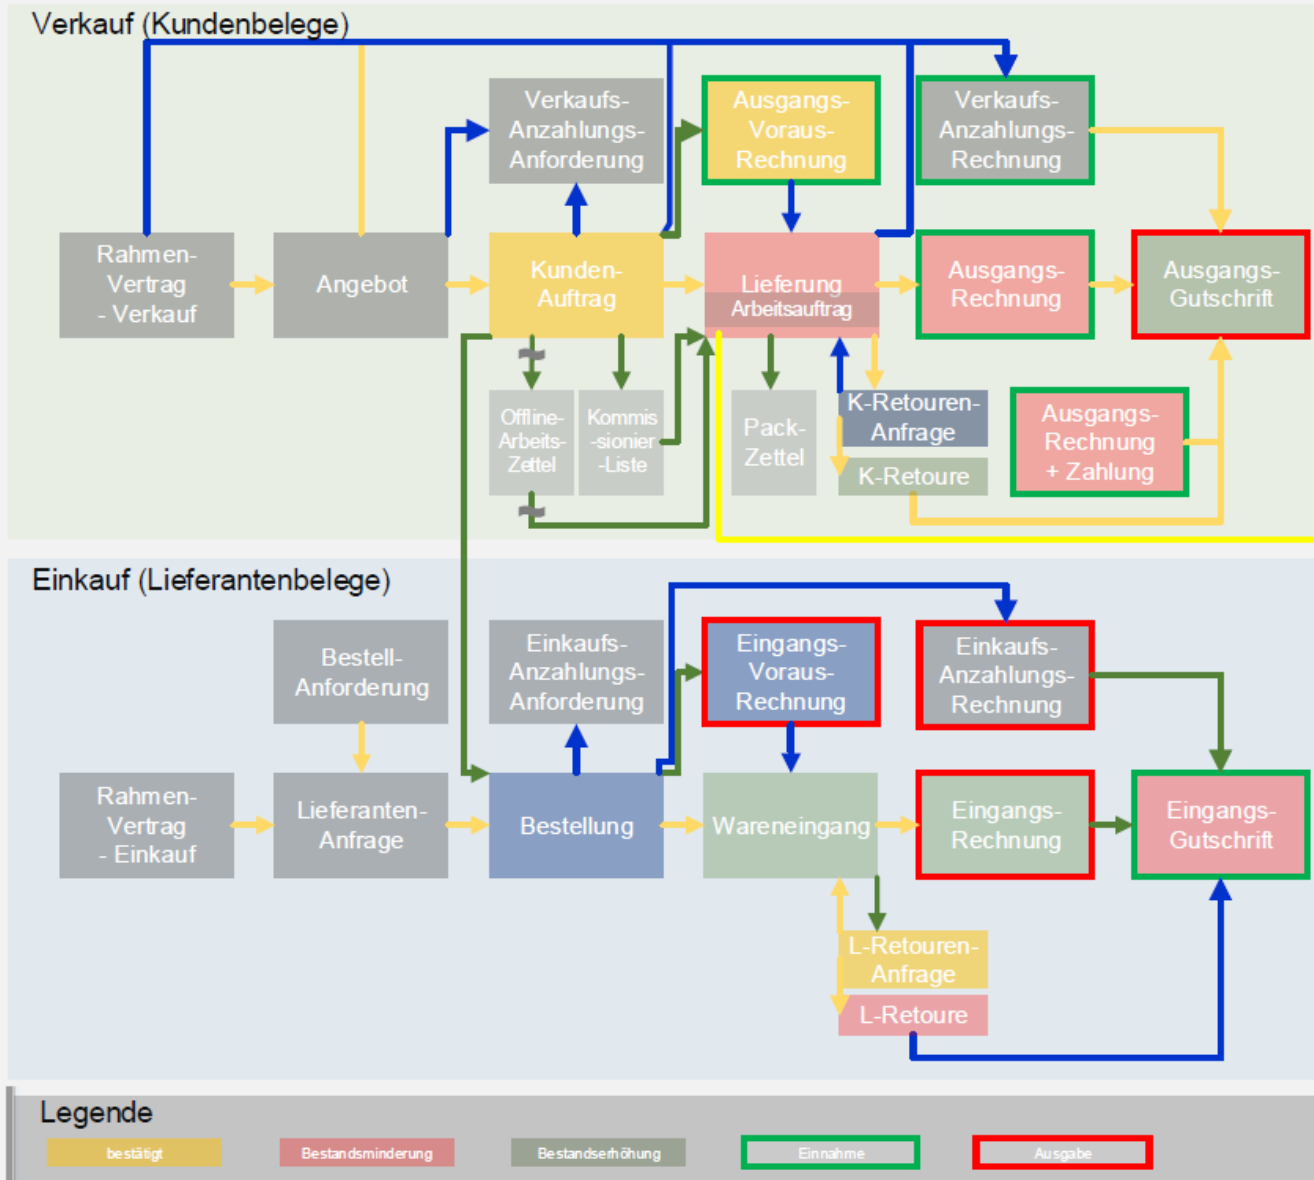 Verkauf (Kundenbelege)
Verkaufs-
Anzahlungs-
Anforderung
Ausgangs-
Voraus-
Rechnung
Verkaufs-
Anzahlungs-
Rechnung
Rahmen-
Vertrag
- Verkauf
Angebot
Kunden-
Auftrag
Lieferung
Arbeitsauftrag
Ausgangs-
Rechnung
Ausgangs-
Gutschrift
Offline-
Arbeits-
Zettel
Kommis
-sionier
-Liste
Pack-
Zettel
K-Retouren-
Anfrage
K-Retoure
Ausgangs-
Rechnung
+ Zahlung
Einkauf (Lieferantenbelege)
Bestell-
Anforderung
Einkaufs-
Anzahlungs-
Anforderung
Eingangs-
Voraus-
Rechnung
Einkaufs-
Anzahlungs-
Rechnung
Rahmen-
Vertrag
- Einkauf
Lieferanten-
Anfrage
Bestellung
Wareneingang
Eingangs-
Rechnung
Eingangs-
Gutschrift
L-Retouren-
Anfrage
L-Retoure
Legende
bestätigt
Bestandsminderung
Bestandserhöhung
Einnahme
Ausgabe